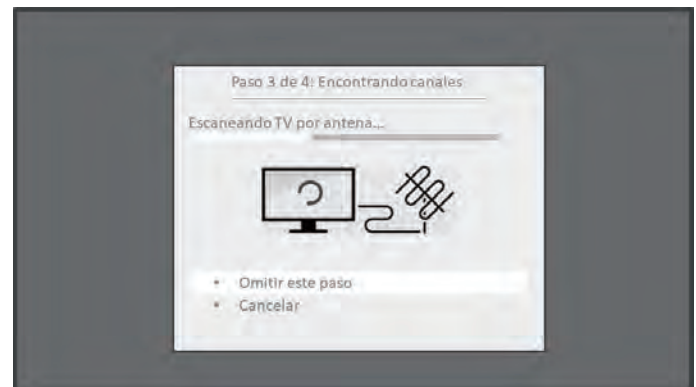 Paso 3 de 4: Encontrando canales
Escaneando TV por antena...
• Omitir este paso
• Cancelar